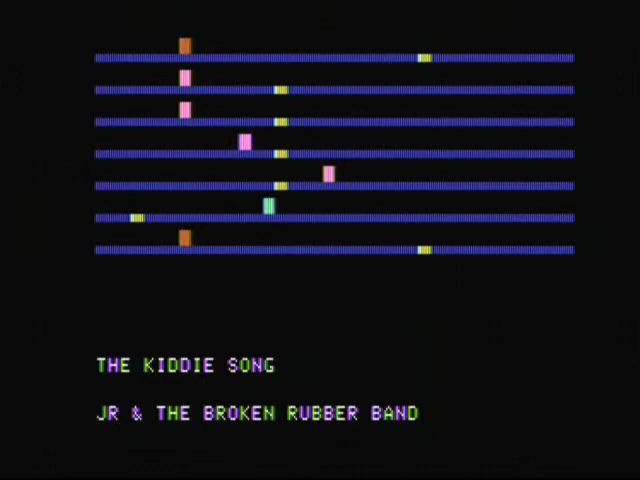 THE KIDDIE SONG
JR & THE BROKEN RUBBER BAND